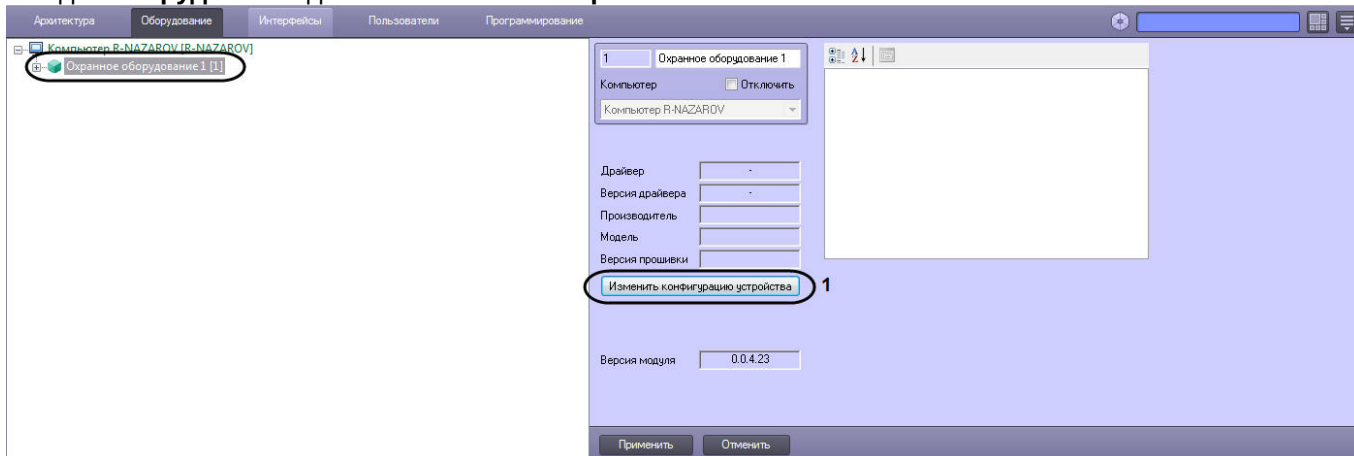 Архитектура Оборудование Интерфейсы Пользователи Программирование
Компьютер R-NAZAROV [R-NAZAROV]
Охранное оборудование 1 [1]
1 Охранное оборудование 1
Компьютер Отключить
Компьютер R-NAZAROV
Драйвер -
Версия драйвера -
Производитель
Модель
Версия прошивки
Изменить конфигурацию устройства 1
Версия модуля 0.0.4.23
Применить Отменить